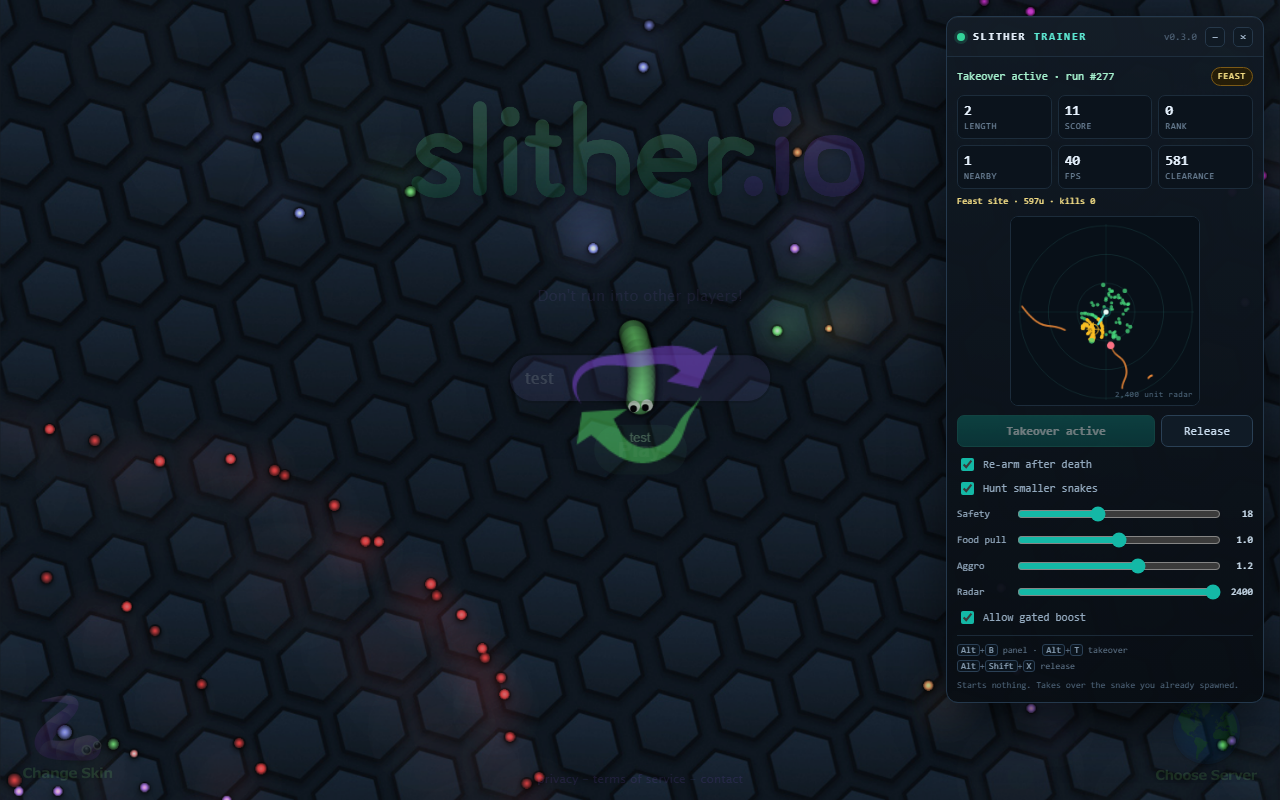 slither.io
Don't run into other players!
test
test
Change Skin
privacy - terms of service - contact
Choose Server
SLITHER TRAINER v0.3.0 – ×
Takeover active · run #277 FEAST
2 11 0
LENGTH SCORE RANK
1 40 581
NEARBY FPS CLEARANCE
Feast site · 597u · kills 0
2,400 unit radar
Takeover active Release
Re-arm after death
Hunt smaller snakes
Safety 18
Food pull 1.0
Aggro 1.2
Radar 2400
Allow gated boost
Alt+B panel · Alt+T takeover
Alt+Shift+X release
Starts nothing. Takes over the snake you already spawned.